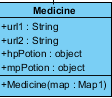 Medicine
+url1 : String
+url2 : String
+hpPotion : object
+mpPotion : object
+Medicine(map : Map1)